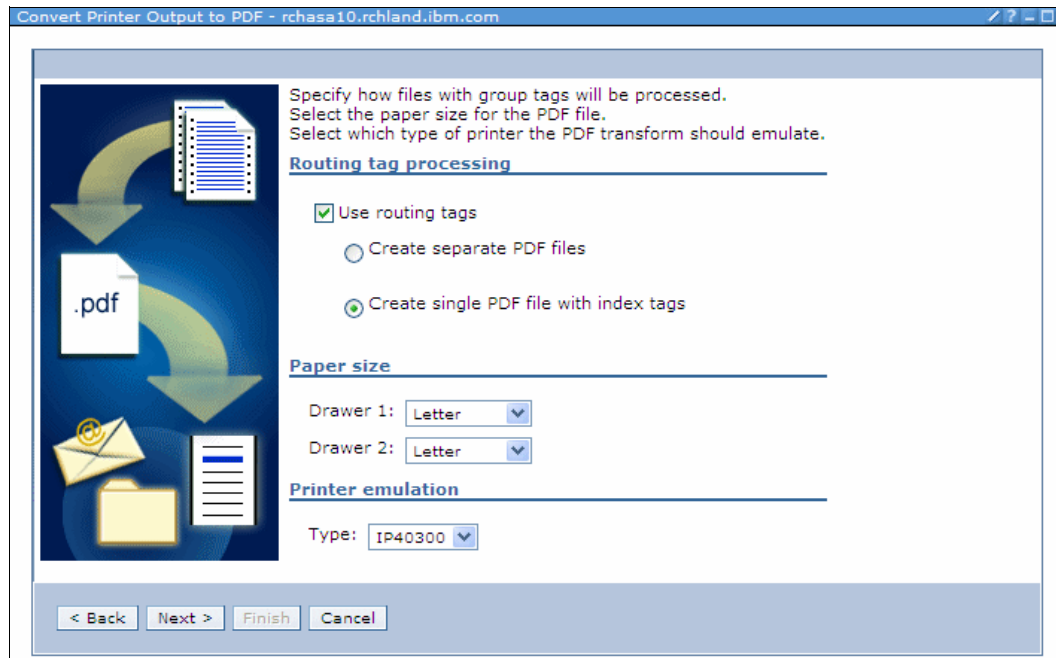 Convert Printer Output to PDF - rchasa10.rchland.ibm.com
Specify how files with group tags will be processed.
Select the paper size for the PDF file.
Select which type of printer the PDF transform should emulate.
Routing tag processing
Use routing tags
Create separate PDF files
Create single PDF file with index tags
.pdf
Paper size
Drawer 1: Letter
Drawer 2: Letter
@
Printer emulation
Type: IP40300
< Back Next > Finish Cancel